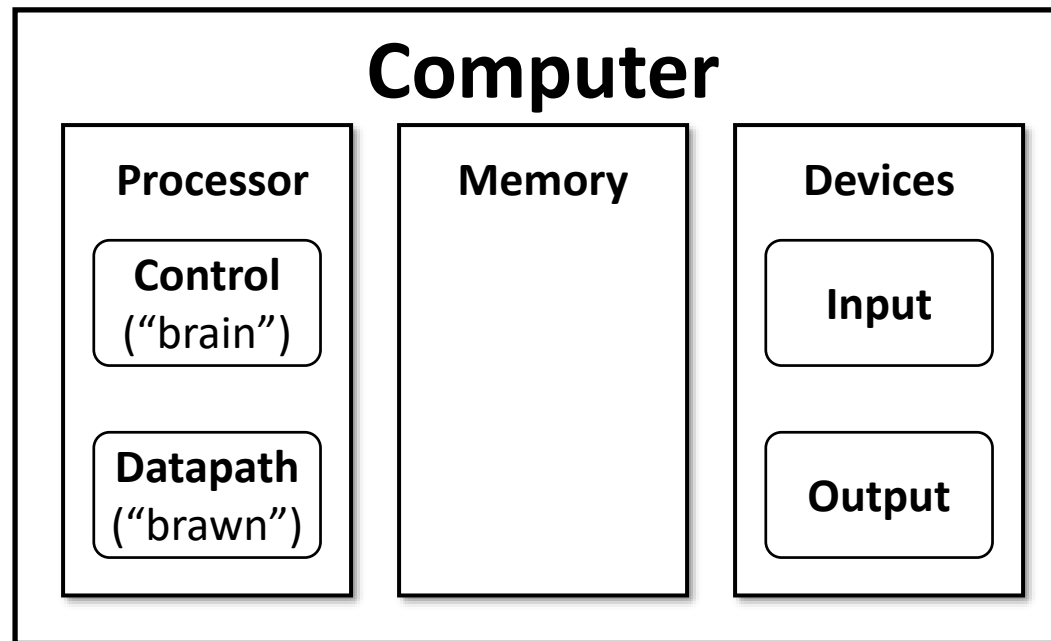 Computer
Processor
Control
(“brain”)
Datapath
(“brawn”)
Memory
Devices
Input
Output